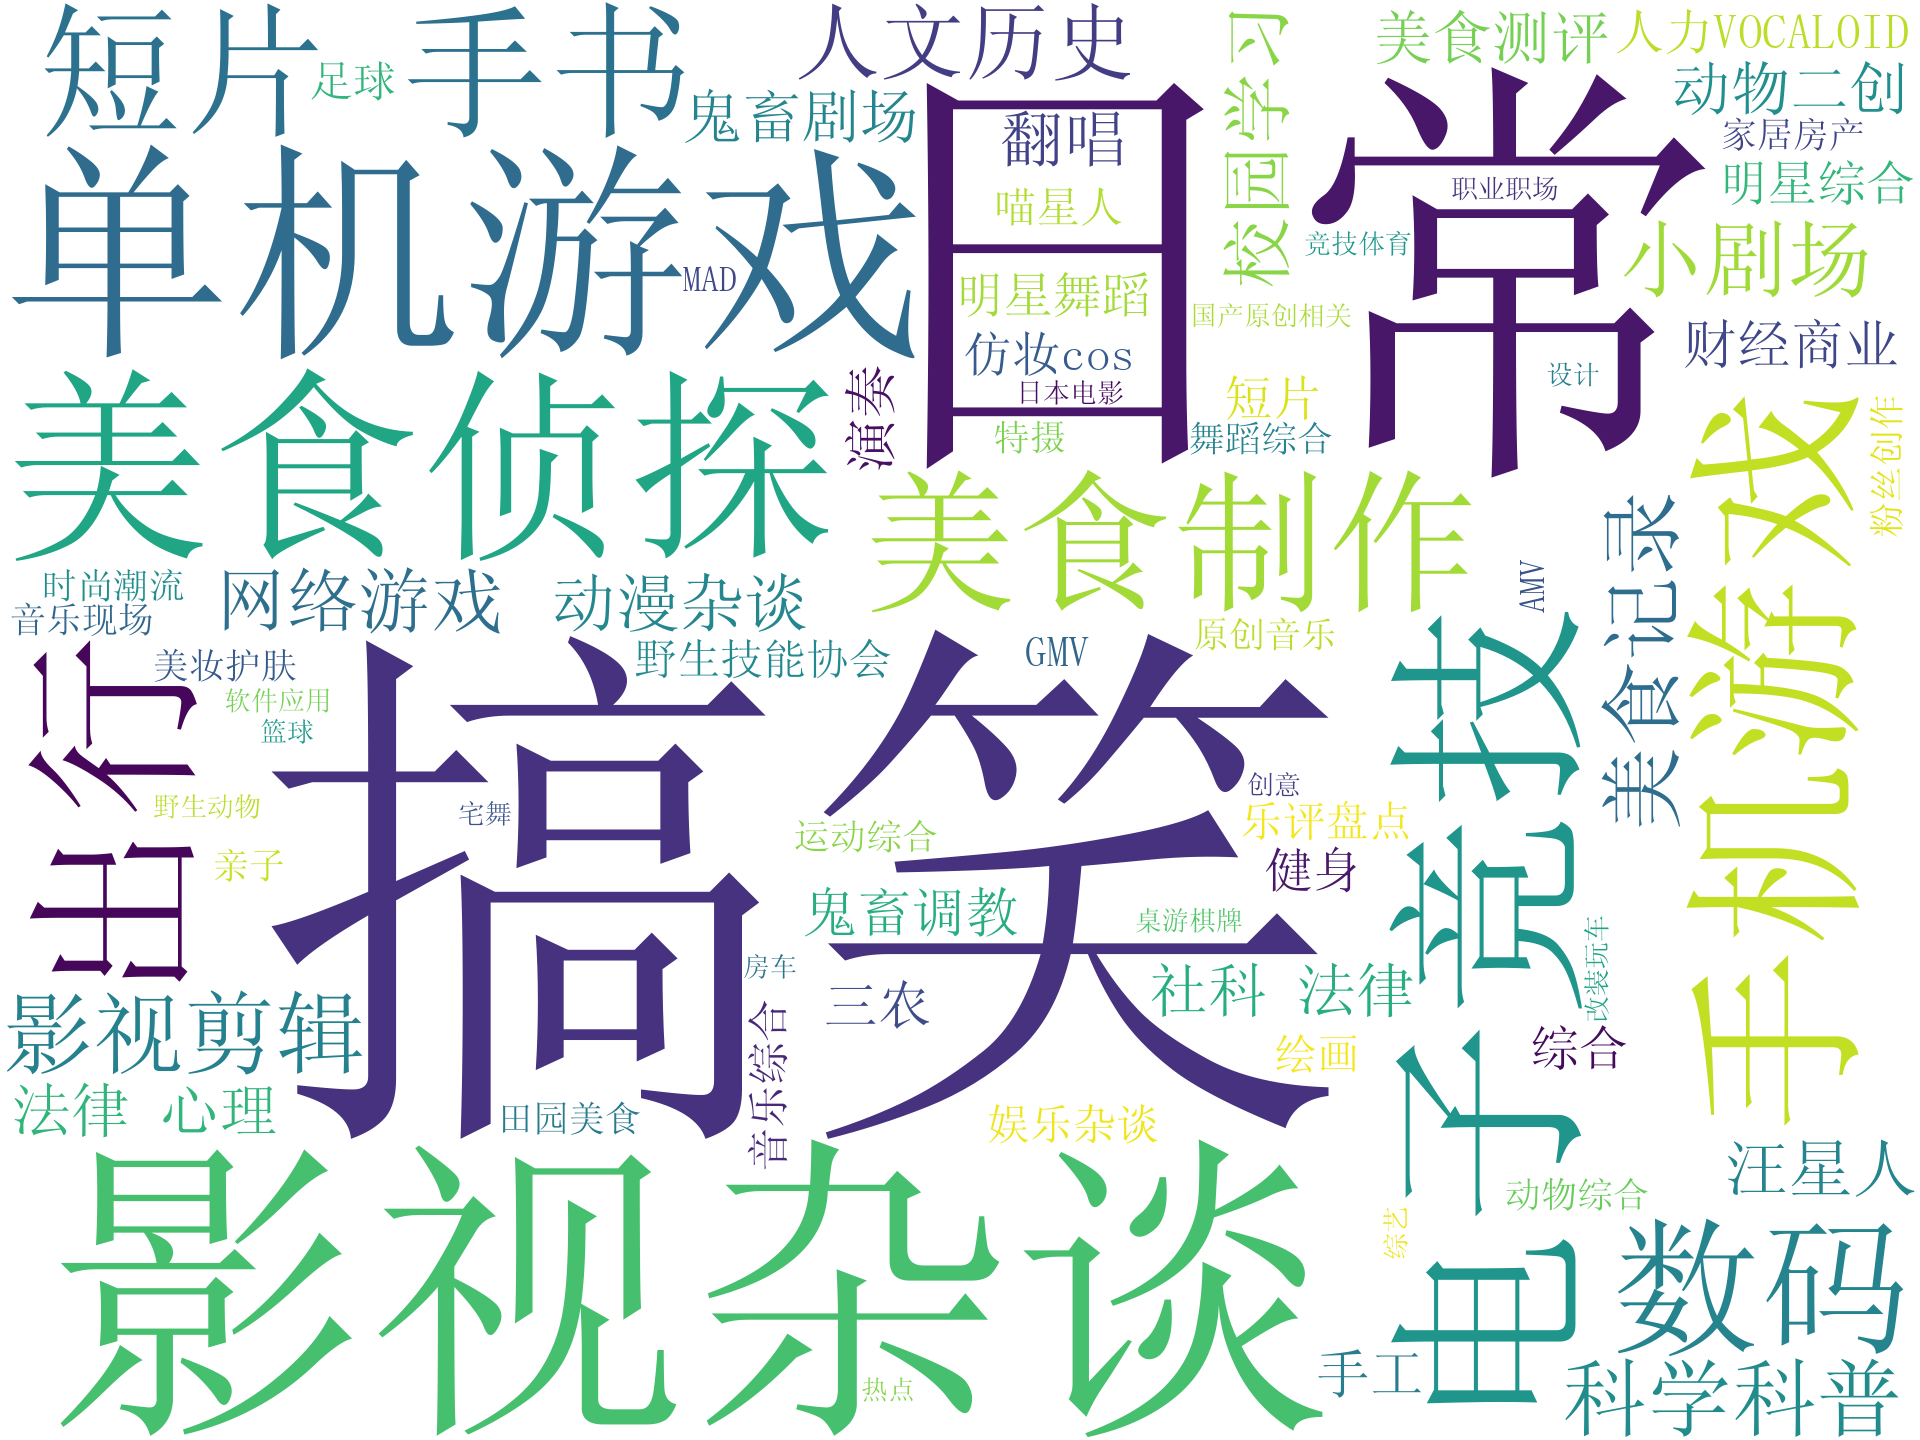 短片
手书
人文历史
校园学习
美食测评
人力VOCALOID
足球
鬼畜剧场
动物二创
家居房产
明星综合
单机游戏
MAD
日常
翻唱
喵星人
明星舞蹈
仿妆cos
日本电影
职业职场
竞技体育
小剧场
国产原创相关
财经商业
设计
美食侦探
演奏
特摄
短片
舞蹈综合
手机游戏
粉丝创作
美食制作
美食记录
时尚潮流
音乐现场
网络游戏
动漫杂谈
AMV
出行
美妆护肤
软件应用
篮球
野生技能协会
GMV
原创音乐
电子竞技
搞笑
野生动物
宅舞
亲子
运动综合
创意
乐评盘点
健身
鬼畜调教
桌游棋牌
改装玩车
房车
三农
社科 法律
影视剪辑
音乐综合
综合
绘画
法律 心理
田园美食
娱乐杂谈
汪星人
动物综合
综艺
影视杂谈
数码
热点
手工
科学科普